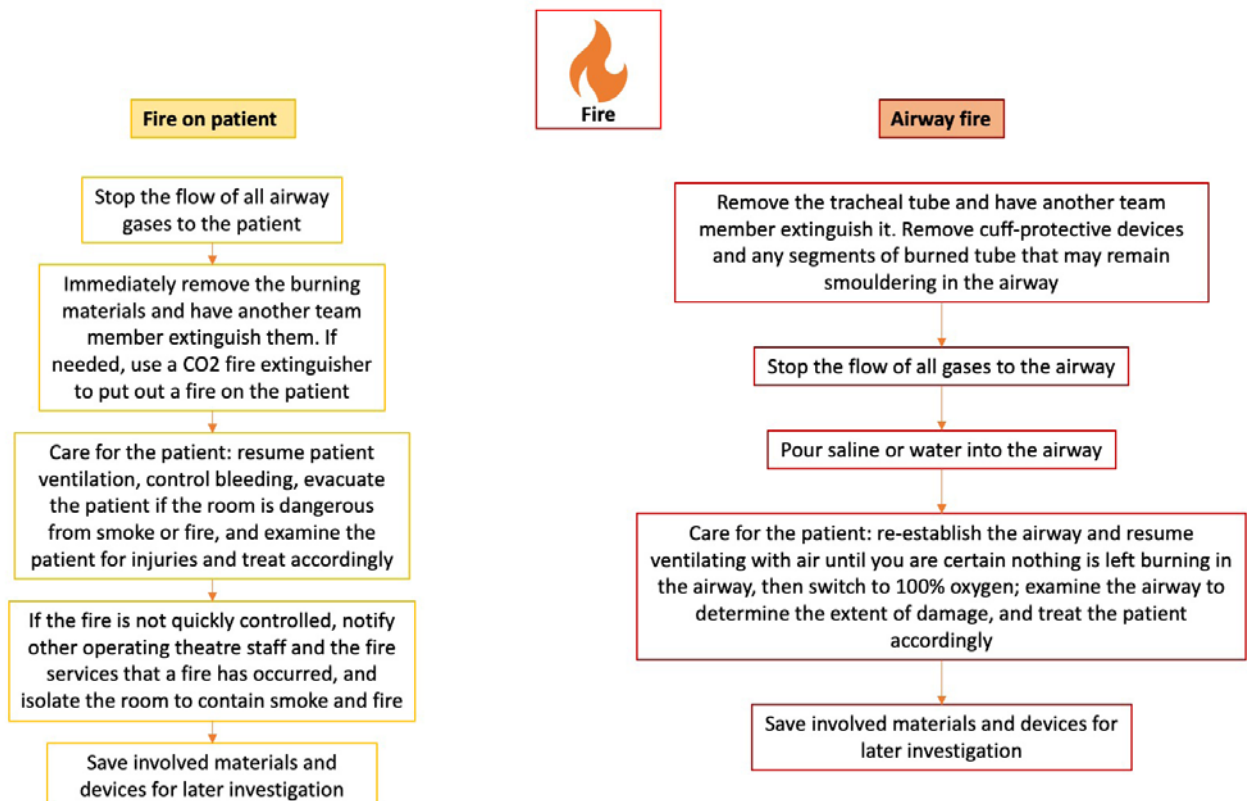 Fire
Fire on patient
Stop the flow of all airway
gases to the patient
Immediately remove the burning
materials and have another team
member extinguish them. If
needed, use a CO2 fire extinguisher
to put out a fire on the patient
Care for the patient: resume patient
ventilation, control bleeding, evacuate
the patient if the room is dangerous
from smoke or fire, and examine the
patient for injuries and treat accordingly
If the fire is not quickly controlled, notify
other operating theatre staff and the fire
services that a fire has occurred, and
isolate the room to contain smoke and fire
Save involved materials and
devices for later investigation
Airway fire
Remove the tracheal tube and have another team
member extinguish it. Remove cuff-protective devices
and any segments of burned tube that may remain
smouldering in the airway
Stop the flow of all gases to the airway
Pour saline or water into the airway
Care for the patient: re-establish the airway and resume
ventilating with air until you are certain nothing is left burning in
the airway, then switch to 100% oxygen; examine the airway to
determine the extent of damage, and treat the patient
accordingly
Save involved materials and devices for
later investigation